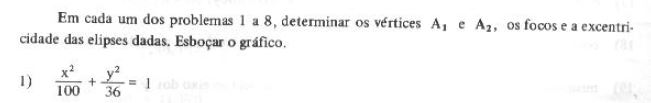 Em cada um dos problemas 1 a 8, determinar os vértices A₁ e A₂, os focos e a excentri-
cidade das elipses dadas. Esboçar o gráfico.
1) x²/100 + y²/36 = 1